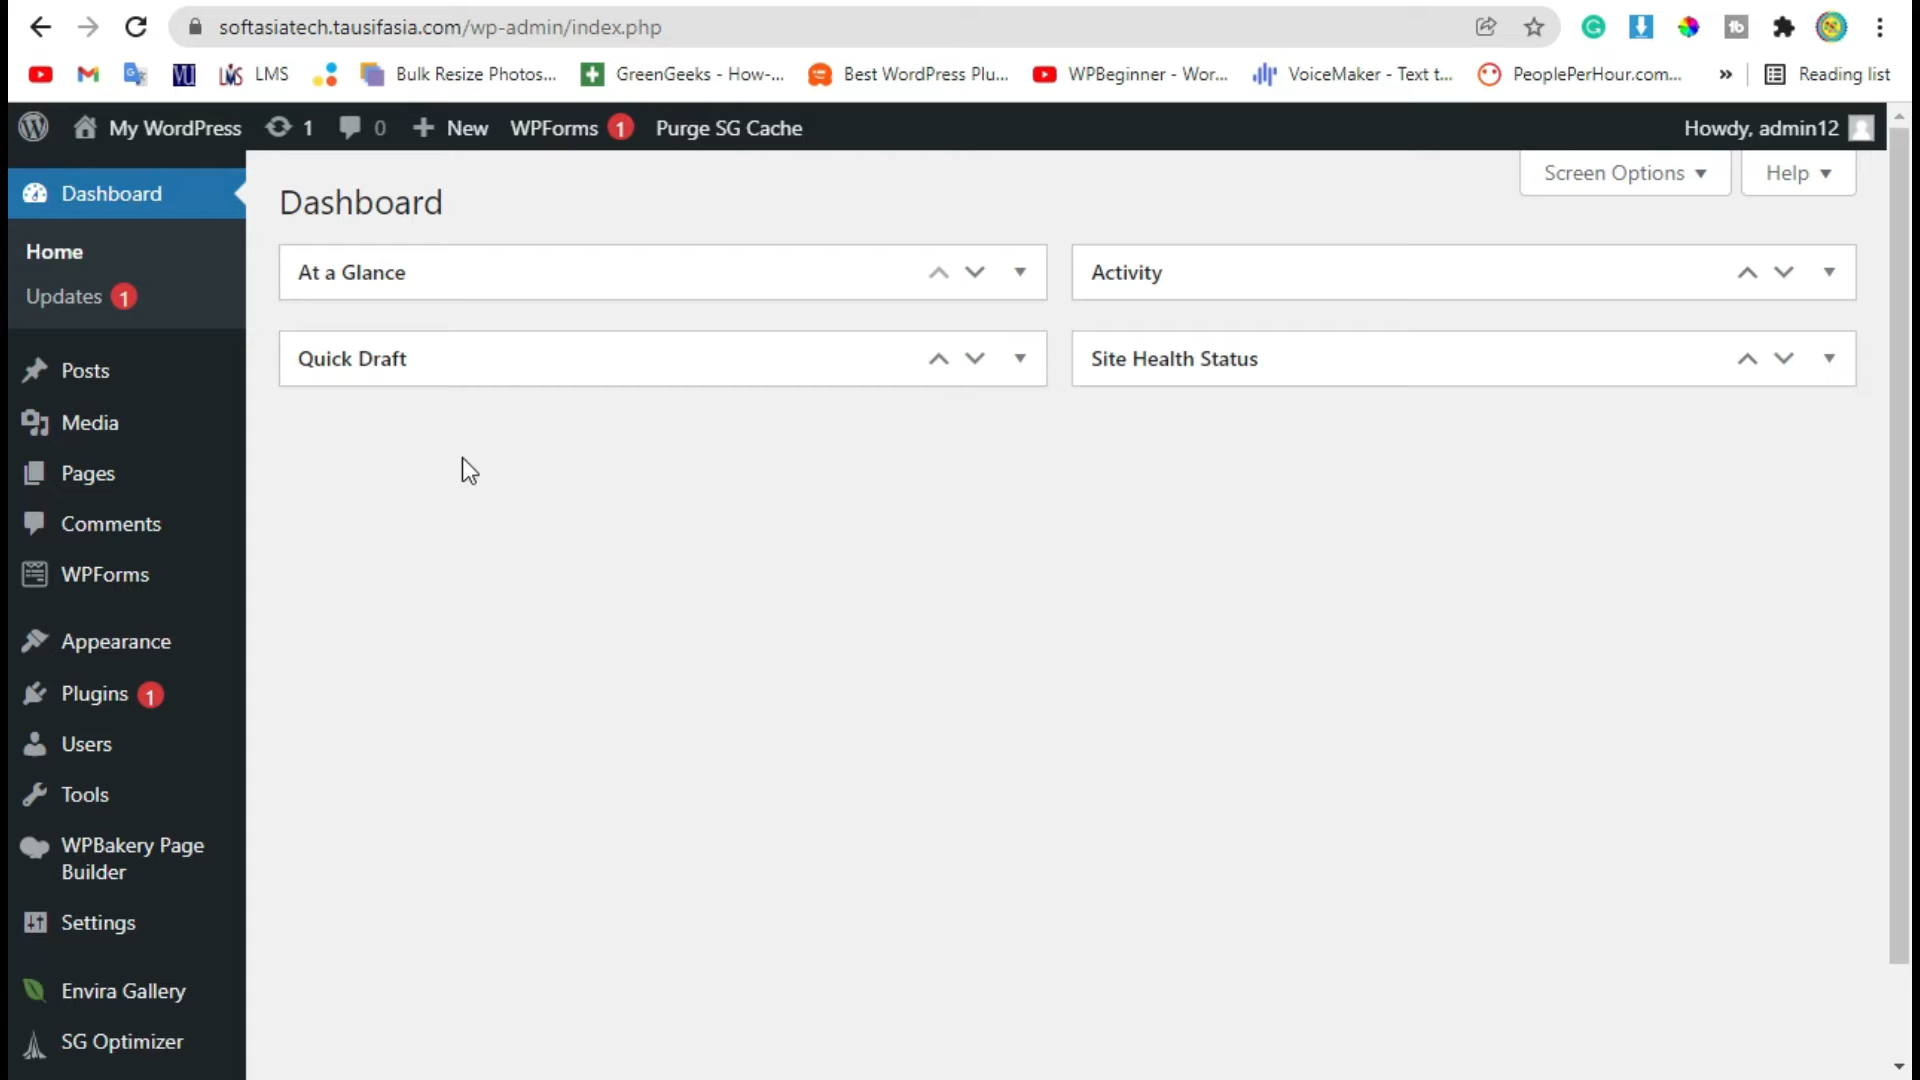 softasiatech.tausifasia.com/wp-admin/index.php
VU LMS LMS Bulk Resize Photos... GreenGeeks - How-... Best WordPress Plu... WPBeginner - Wor... VoiceMaker - Text t... PeoplePerHour.com... » Reading list
My WordPress 1 0 + New WPForms 1 Purge SG Cache Howdy, admin12
Screen Options Help
Dashboard
Home
Updates 1
Posts
Media
Pages
Comments
WPForms
Appearance
Plugins 1
Users
Tools
WPBakery Page
Builder
Settings
Envira Gallery
SG Optimizer
Dashboard
At a Glance
Activity
Quick Draft
Site Health Status